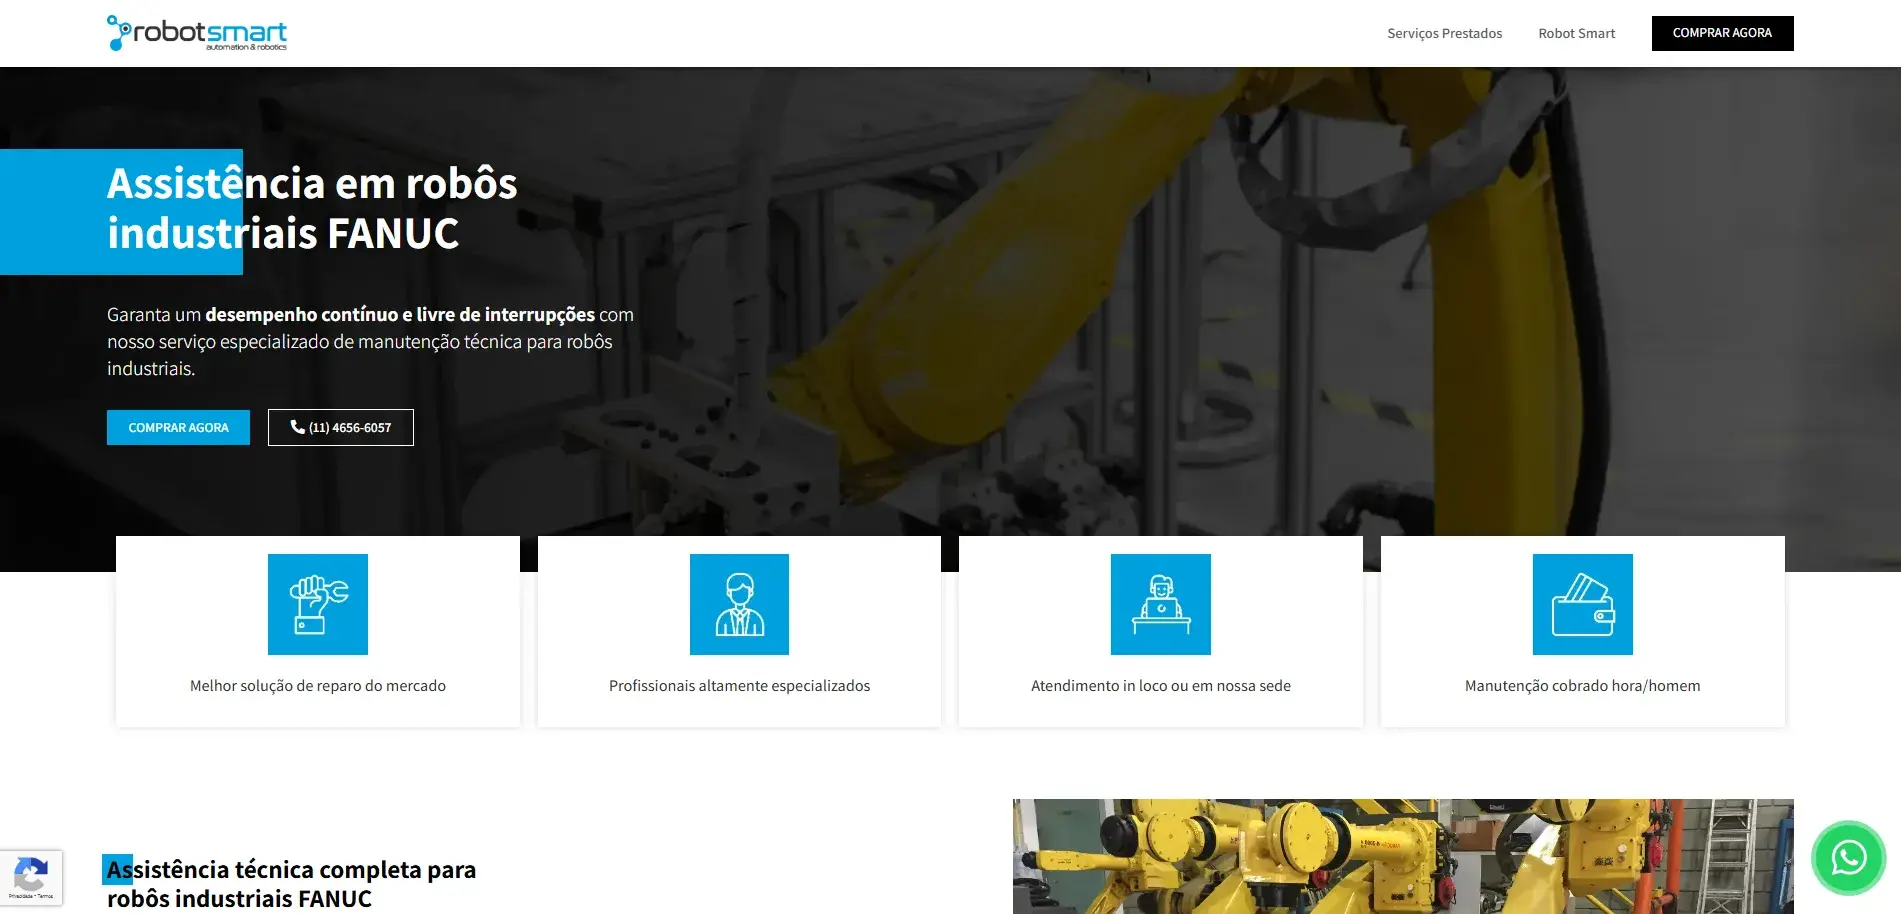 robotsmart
automation & robotics
Serviços Prestados
Robot Smart
COMPRAR AGORA
Assistência em robôs
industriais FANUC
Garanta um desempenho contínuo e livre de interrupções com
nosso serviço especializado de manutenção técnica para robôs
industriais.
COMPRAR AGORA
(11) 4656-6057
Melhor solução de reparo do mercado
Profissionais altamente especializados
Atendimento in loco ou em nossa sede
Manutenção cobrado hora/homem
Assistência técnica completa para
robôs industriais FANUC
Privacidade - Termos